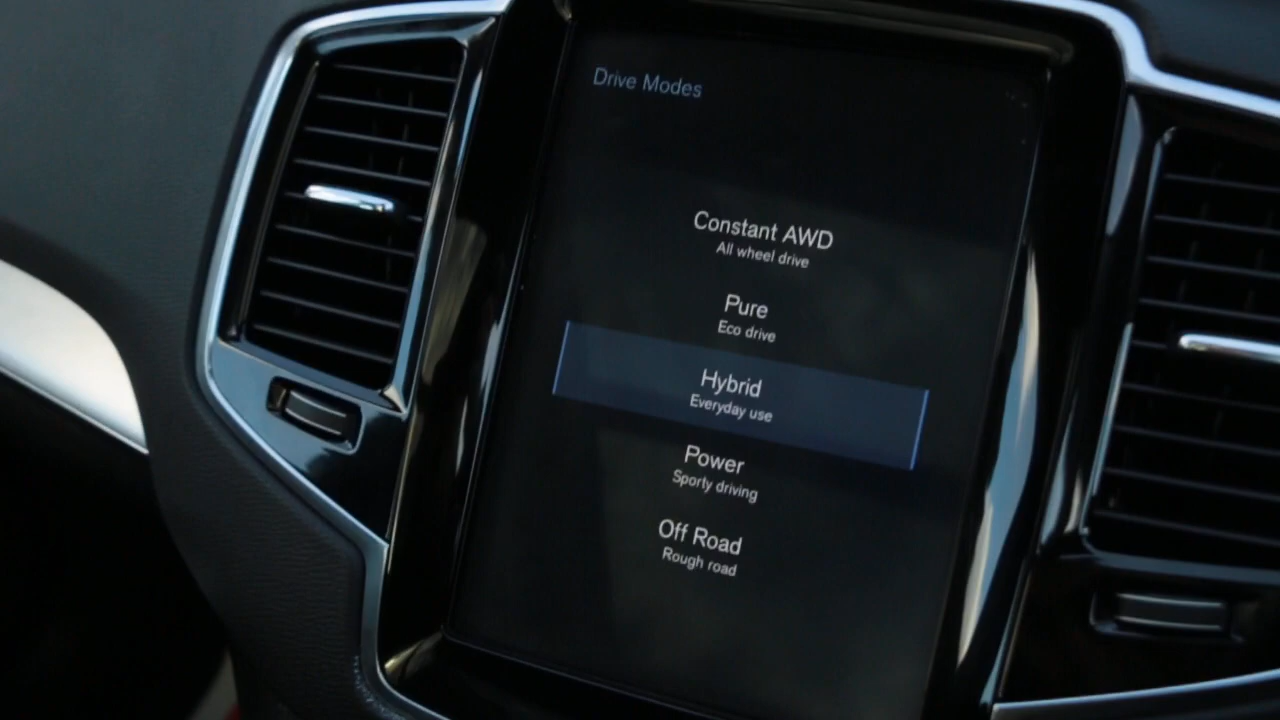 Drive Modes
Constant AWD
All wheel drive
Pure
Eco drive
Hybrid
Everyday use
Power
Sporty driving
Off Road
Rough road